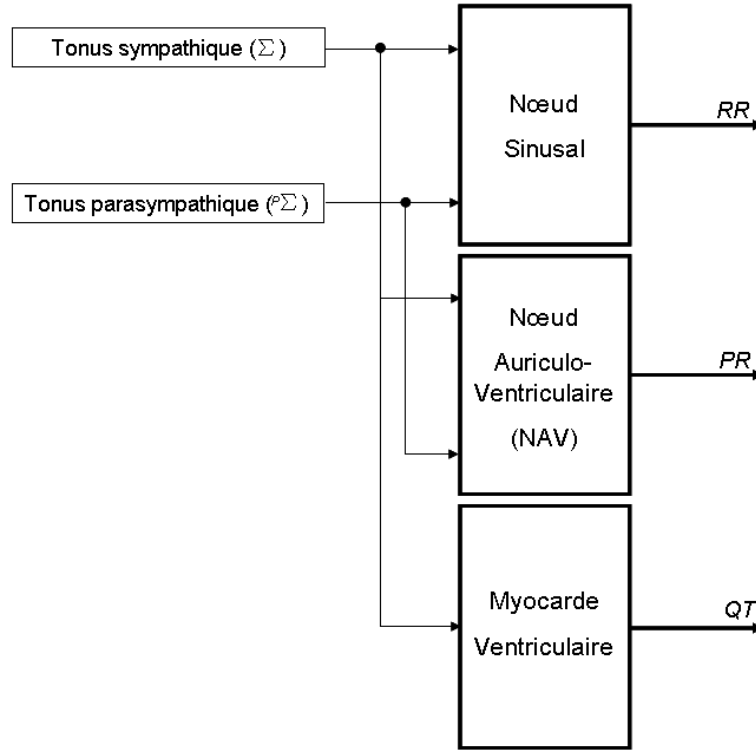 Tonus sympathique (Σ)
Nœud
Sinusal
RR
Tonus parasympathique (ᵖΣ)
Nœud
Auriculo-
Ventriculaire
(NAV)
PR
Myocarde
Ventriculaire
QT